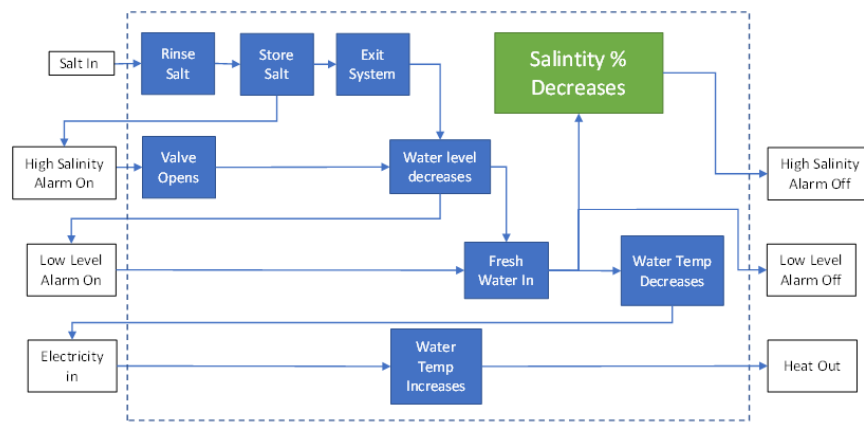 Salt In
Rinse
Salt
Store
Salt
Exit
System
Salintity %
Decreases
High Salinity
Alarm On
Valve
Opens
Water level
decreases
High Salinity
Alarm Off
Low Level
Alarm On
Fresh
Water In
Water Temp
Decreases
Low Level
Alarm Off
Electricity
in
Water
Temp
Increases
Heat Out